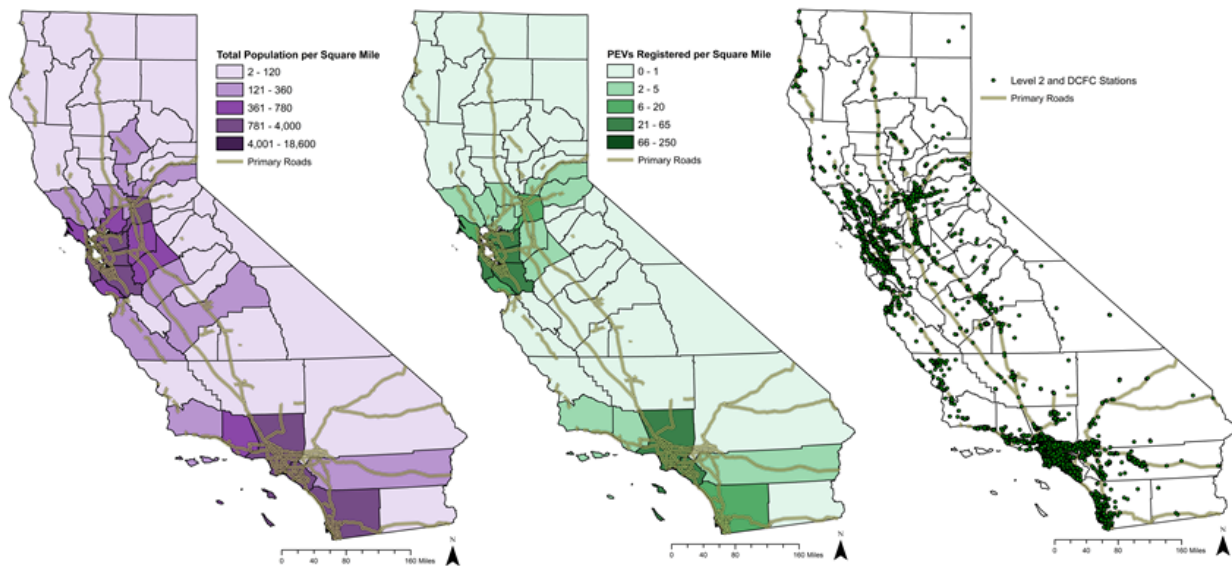 Total Population per Square Mile
2 - 120
121 - 360
361 - 780
781 - 4,000
4,001 - 18,600
Primary Roads
N
0 40 80 160 Miles
PEVs Registered per Square Mile
0 - 1
2 - 5
6 - 20
21 - 65
66 - 250
Primary Roads
N
0 40 80 160 Miles
Level 2 and DCFC Stations
Primary Roads
N
0 40 80 160 Miles